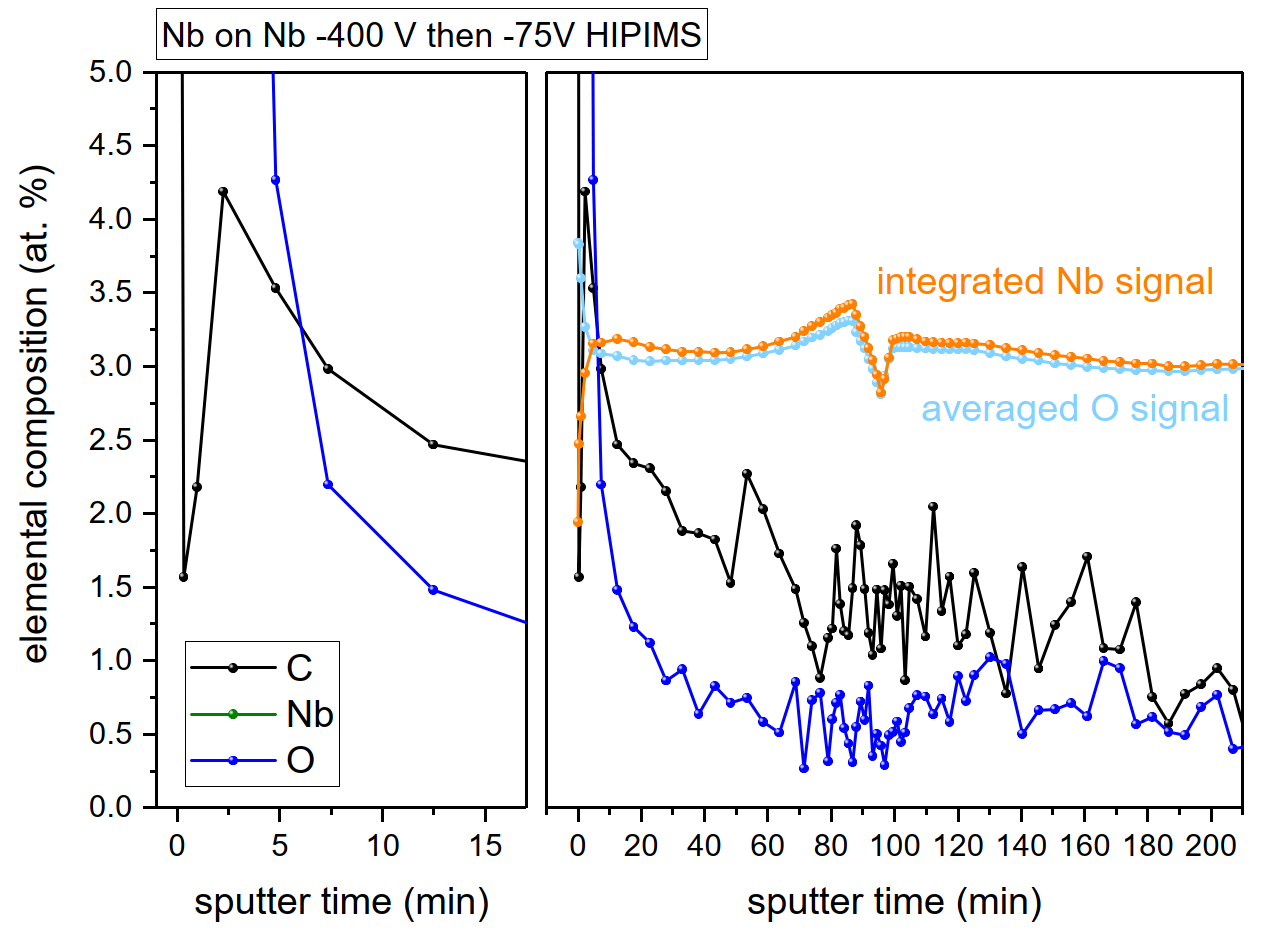 Nb on Nb -400 V then -75V HIPIMS
elemental composition (at. %)
5.0
4.5
4.0
3.5
3.0
2.5
2.0
1.5
1.0
0.5
0.0
C
Nb
O
0 5 10 15
sputter time (min)
integrated Nb signal
averaged O signal
0 20 40 60 80 100 120 140 160 180 200
sputter time (min)